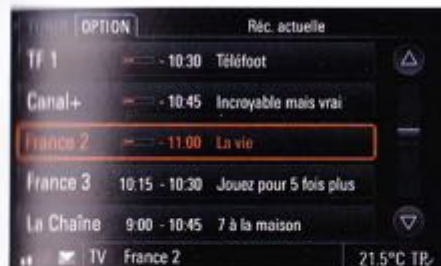 TUNER OPTION Réc. actuelle
TF 1 - 10:30 Téléfoot
Canal+ - 10:45 Incroyable mais vrai
France 2 - 11:00 La vie
France 3 10:15 - 10:30 Jouez pour 5 fois plus
La Chaîne 9:00 - 10:45 7 à la maison
TV France 2 21.5°C TP